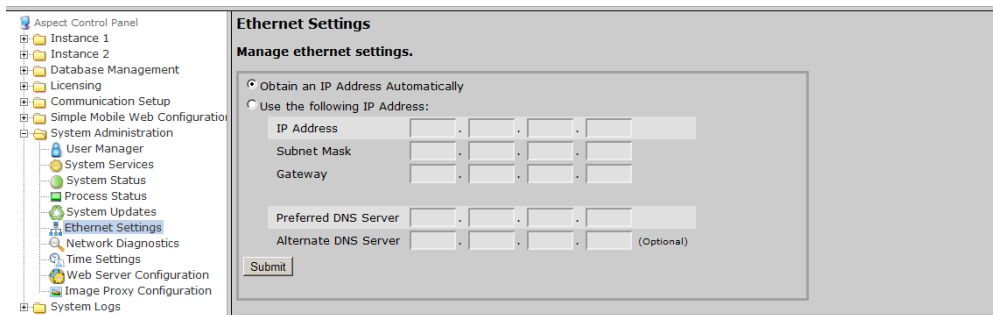 Aspect Control Panel
Instance 1
Instance 2
Database Management
Licensing
Communication Setup
Simple Mobile Web Configuratio
System Administration
User Manager
System Services
System Status
Process Status
System Updates
Ethernet Settings
Network Diagnostics
Time Settings
Web Server Configuration
Image Proxy Configuration
System Logs
Ethernet Settings
Manage ethernet settings.
Obtain an IP Address Automatically
Use the following IP Address:
IP Address . . .
Subnet Mask . . .
Gateway . . .
Preferred DNS Server . . .
Alternate DNS Server . . . (Optional)
Submit